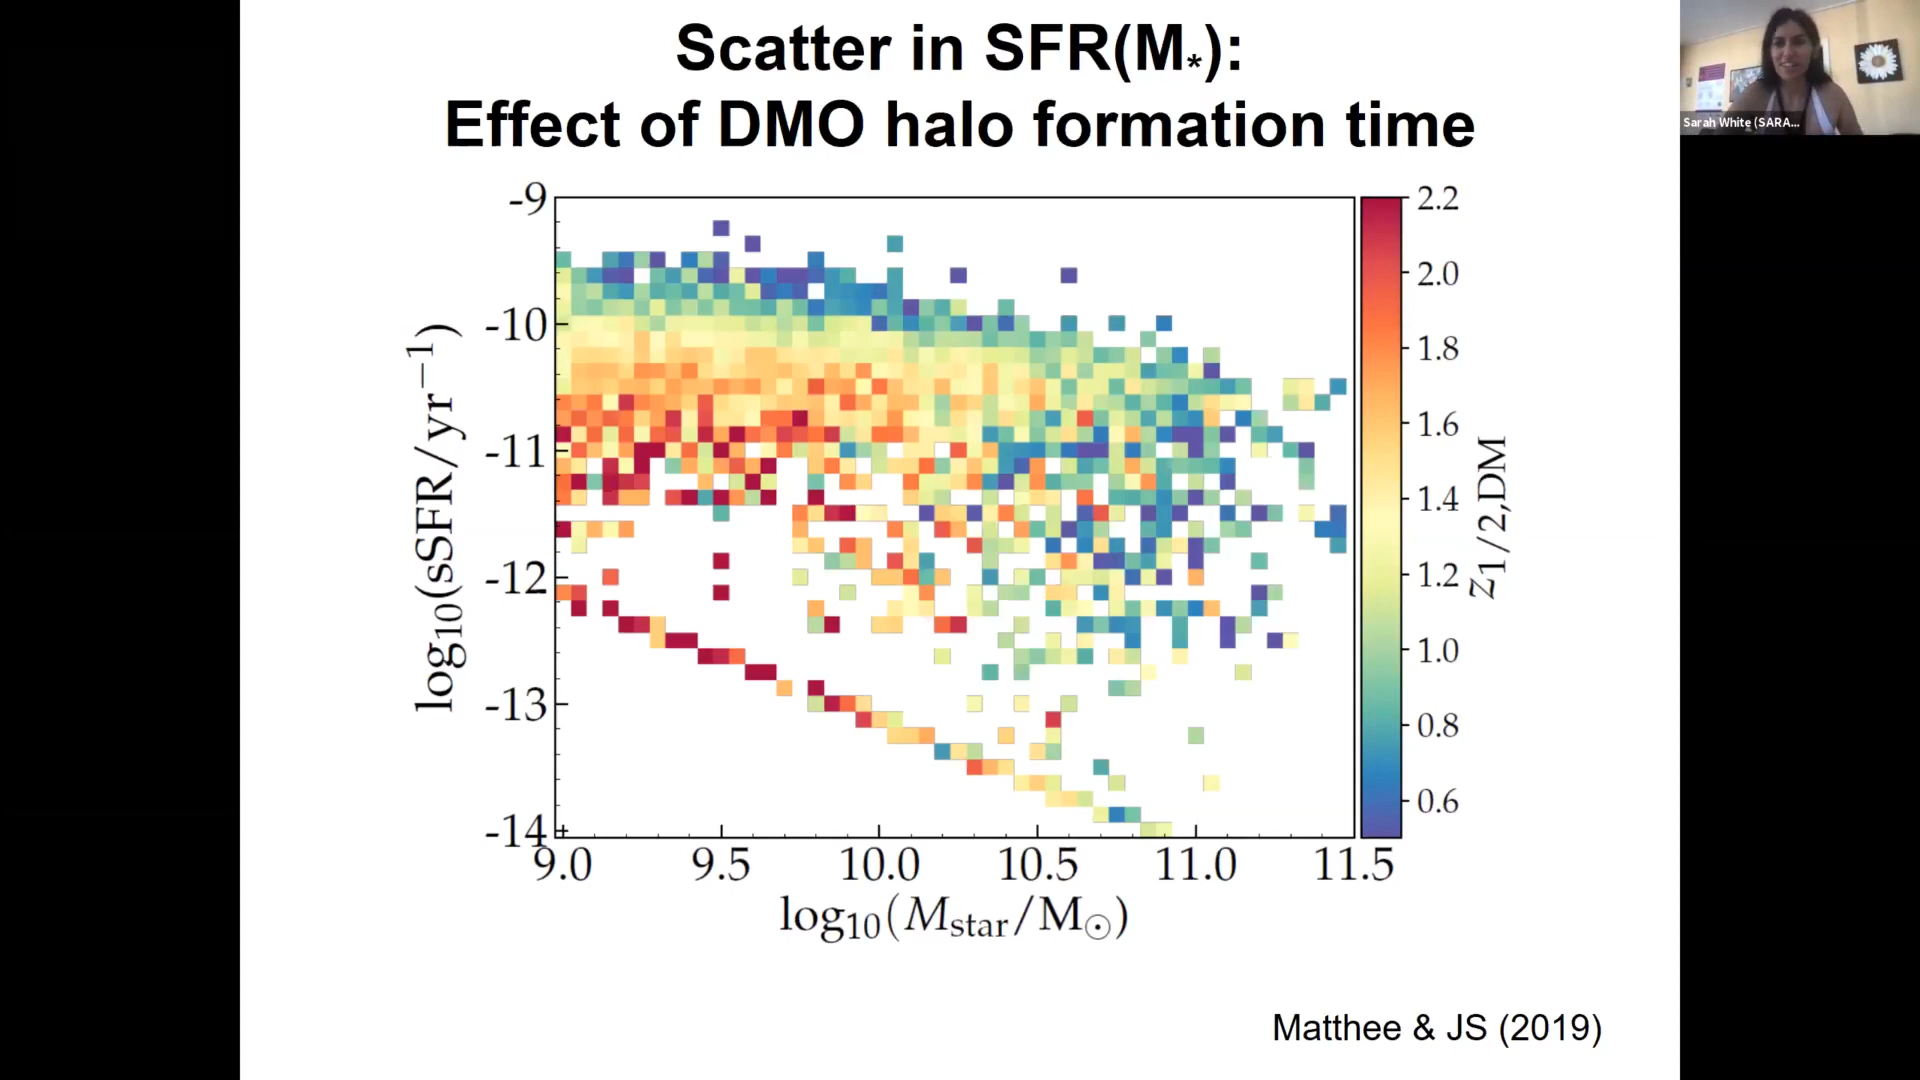 Scatter in SFR(M*):
Effect of DMO halo formation time
Sarah White (SARA...
-9
-10
-11
-12
-13
-14
log10(sSFR/yr−1)
9.0 9.5 10.0 10.5 11.0 11.5
log10(Mstar/M⊙)
2.2
2.0
1.8
1.6
1.4
1.2
1.0
0.8
0.6
z1/2,DM
Matthee & JS (2019)